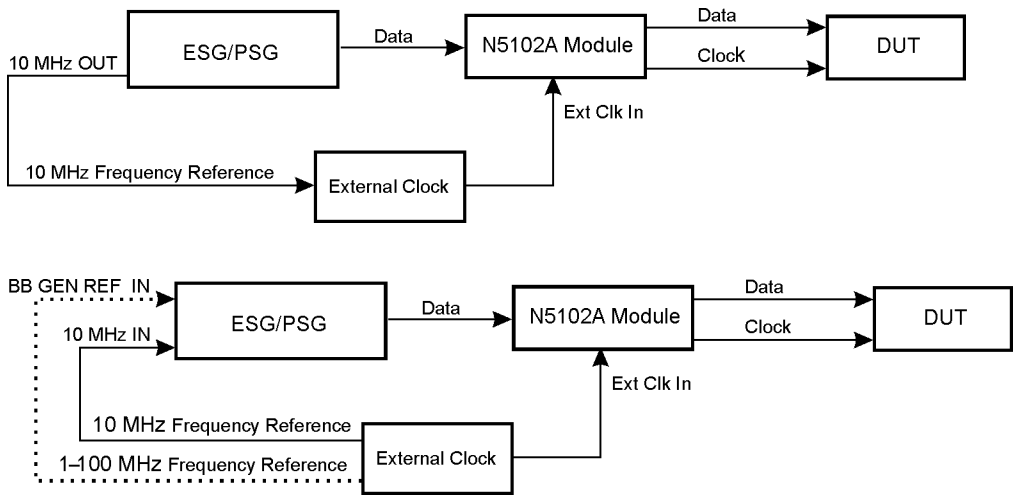 10 MHz OUT
ESG/PSG
Data
N5102A Module
Data
Clock
DUT
Ext Clk In
10 MHz Frequency Reference
External Clock
BB GEN REF IN
10 MHz IN
ESG/PSG
Data
N5102A Module
Data
Clock
DUT
Ext Clk In
10 MHz Frequency Reference
1–100 MHz Frequency Reference
External Clock